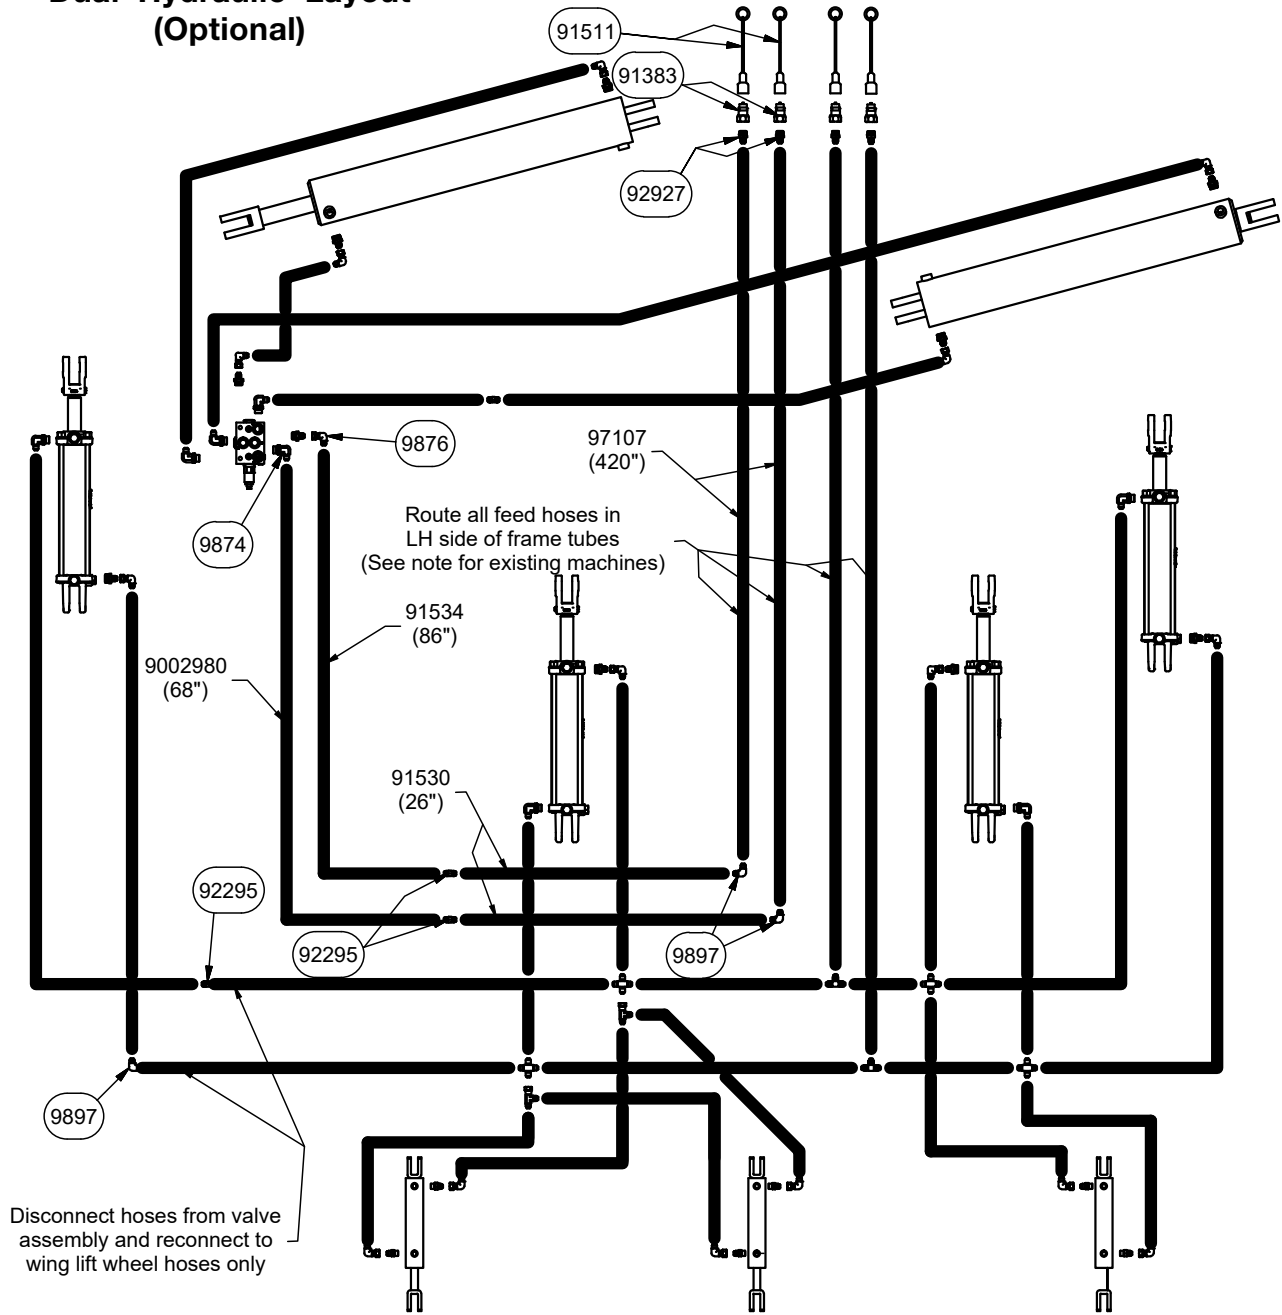 Dual Hydraulic Layout
(Optional)
91511
91383
92927
9876
97107
(420")
9874
Route all feed hoses in
LH side of frame tubes
(See note for existing machines)
91534
(86")
9002980
(68")
91530
(26")
92295
92295
9897
9897
Disconnect hoses from valve
assembly and reconnect to
wing lift wheel hoses only